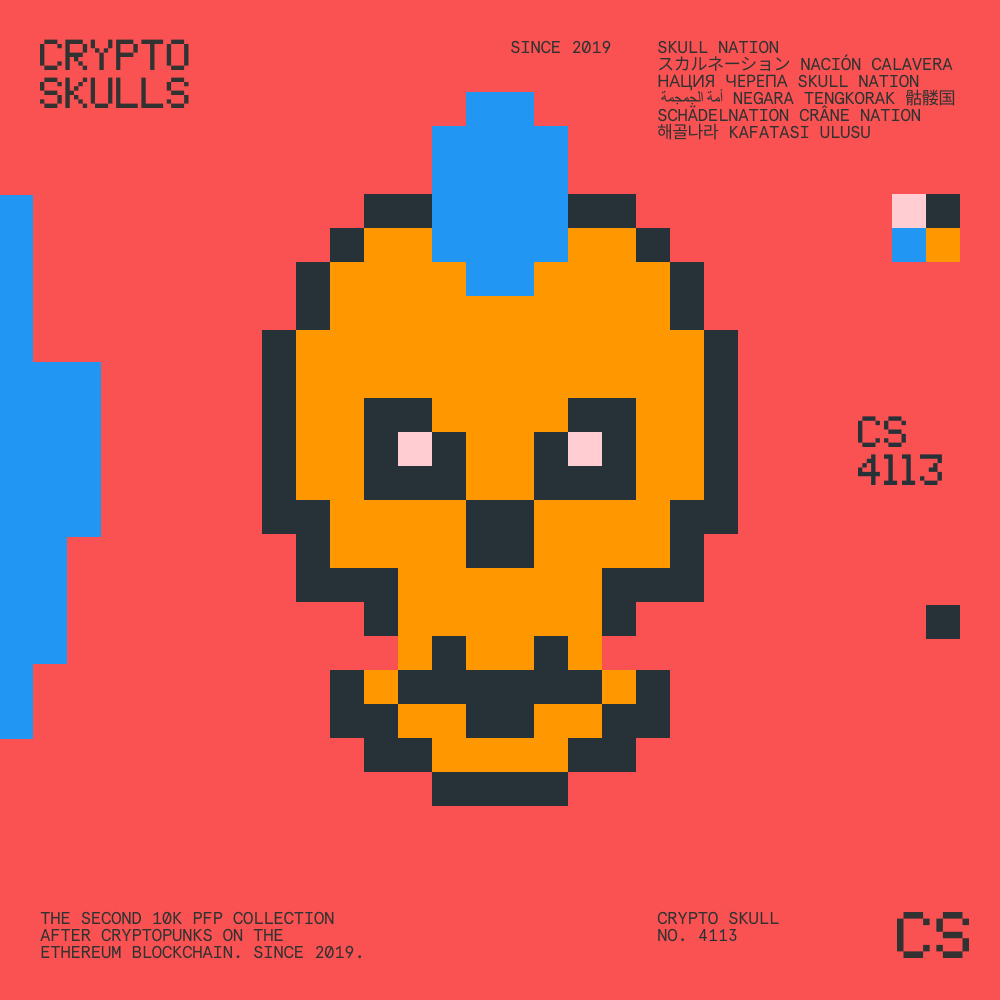 CRYPTO
SKULLS
SINCE 2019
SKULL NATION
スカルネーション NACIÓN CALAVERA
НАЦИЯ ЧЕРЕПА SKULL NATION
أمة الجمجمة NEGARA TENGKORAK 骷髅国
SCHÄDELNATION CRÂNE NATION
해골나라 KAFATASI ULUSU
CS
4113
THE SECOND 10K PFP COLLECTION
AFTER CRYPTOPUNKS ON THE
ETHEREUM BLOCKCHAIN. SINCE 2019.
CRYPTO SKULL
NO. 4113
CS